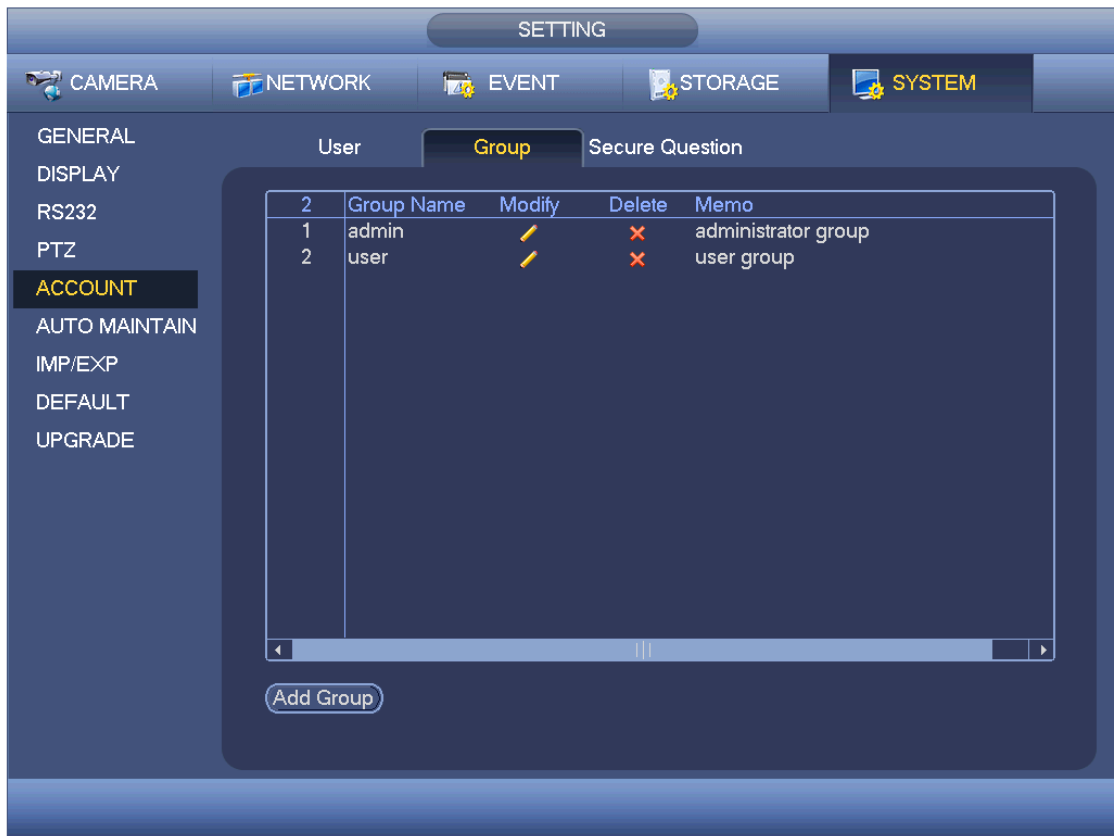 SETTING
CAMERA NETWORK EVENT STORAGE SYSTEM
GENERAL
DISPLAY
RS232
PTZ
ACCOUNT
AUTO MAINTAIN
IMP/EXP
DEFAULT
UPGRADE
User Group Secure Question
2 Group Name Modify Delete Memo
1 admin administrator group
2 user user group
Add Group